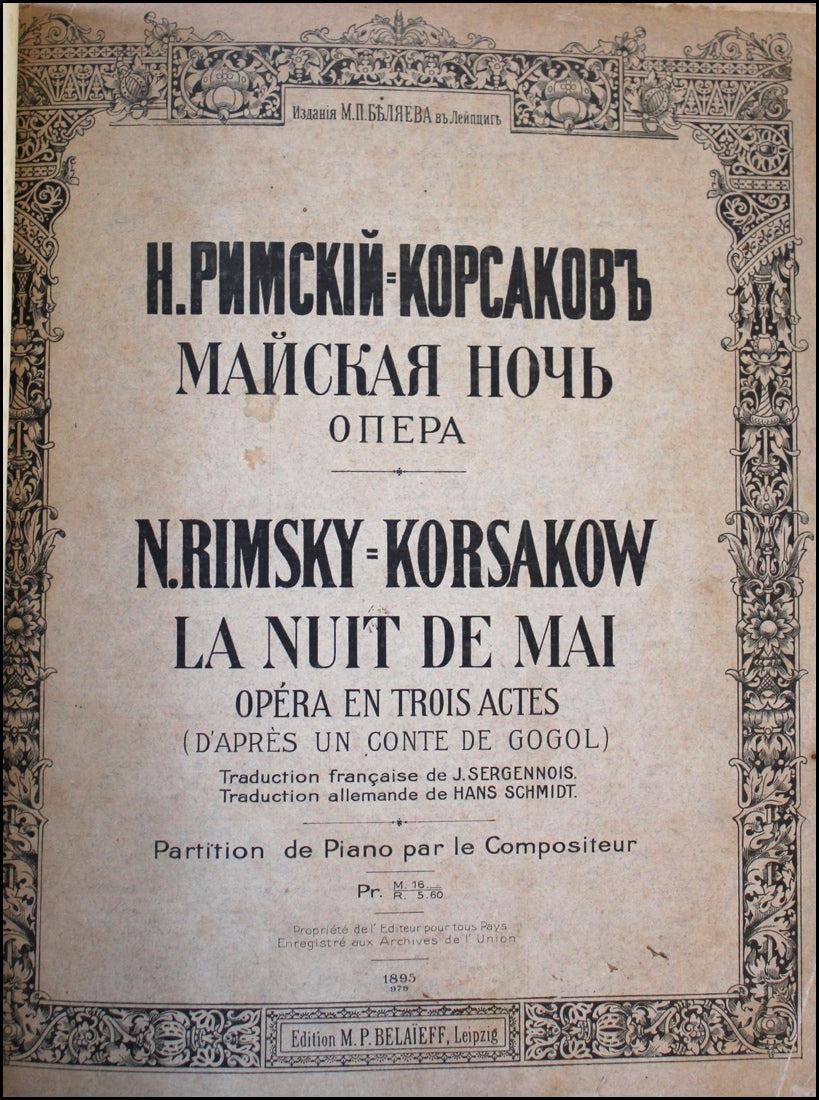 Изданія М.П.БѢЛЯЕВА въ Лейпцигѣ
Н.РИМСКІЙ=КОРСАКОВЪ
МАЙСКАЯ НОЧЬ
ОПЕРА
N.RIMSKY=KORSAKOW
LA NUIT DE MAI
OPÉRA EN TROIS ACTES
(D'APRÈS UN CONTE DE GOGOL)
Traduction française de J. SERGENNOIS.
Traduction allemande de HANS SCHMIDT.
Partition de Piano par le Compositeur
Pr. M. 16._
R. 5.60
Propriété de l'Editeur pour tous Pays
Enregistré aux Archives de l'Union
1895
979
Edition M. P. BELAÏEFF, Leipzig